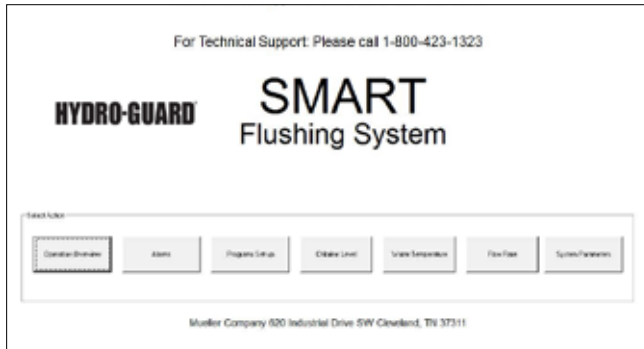 For Technical Support: Please call 1-800-423-1323
HYDRO-GUARD
SMART
Flushing System
Select Action
Operation Overview
Alarms
Programs Setup
Chlorine Level
Water Temperature
Flow Rate
System Parameters
Mueller Company 620 Industrial Drive SW Cleveland, TN 37311